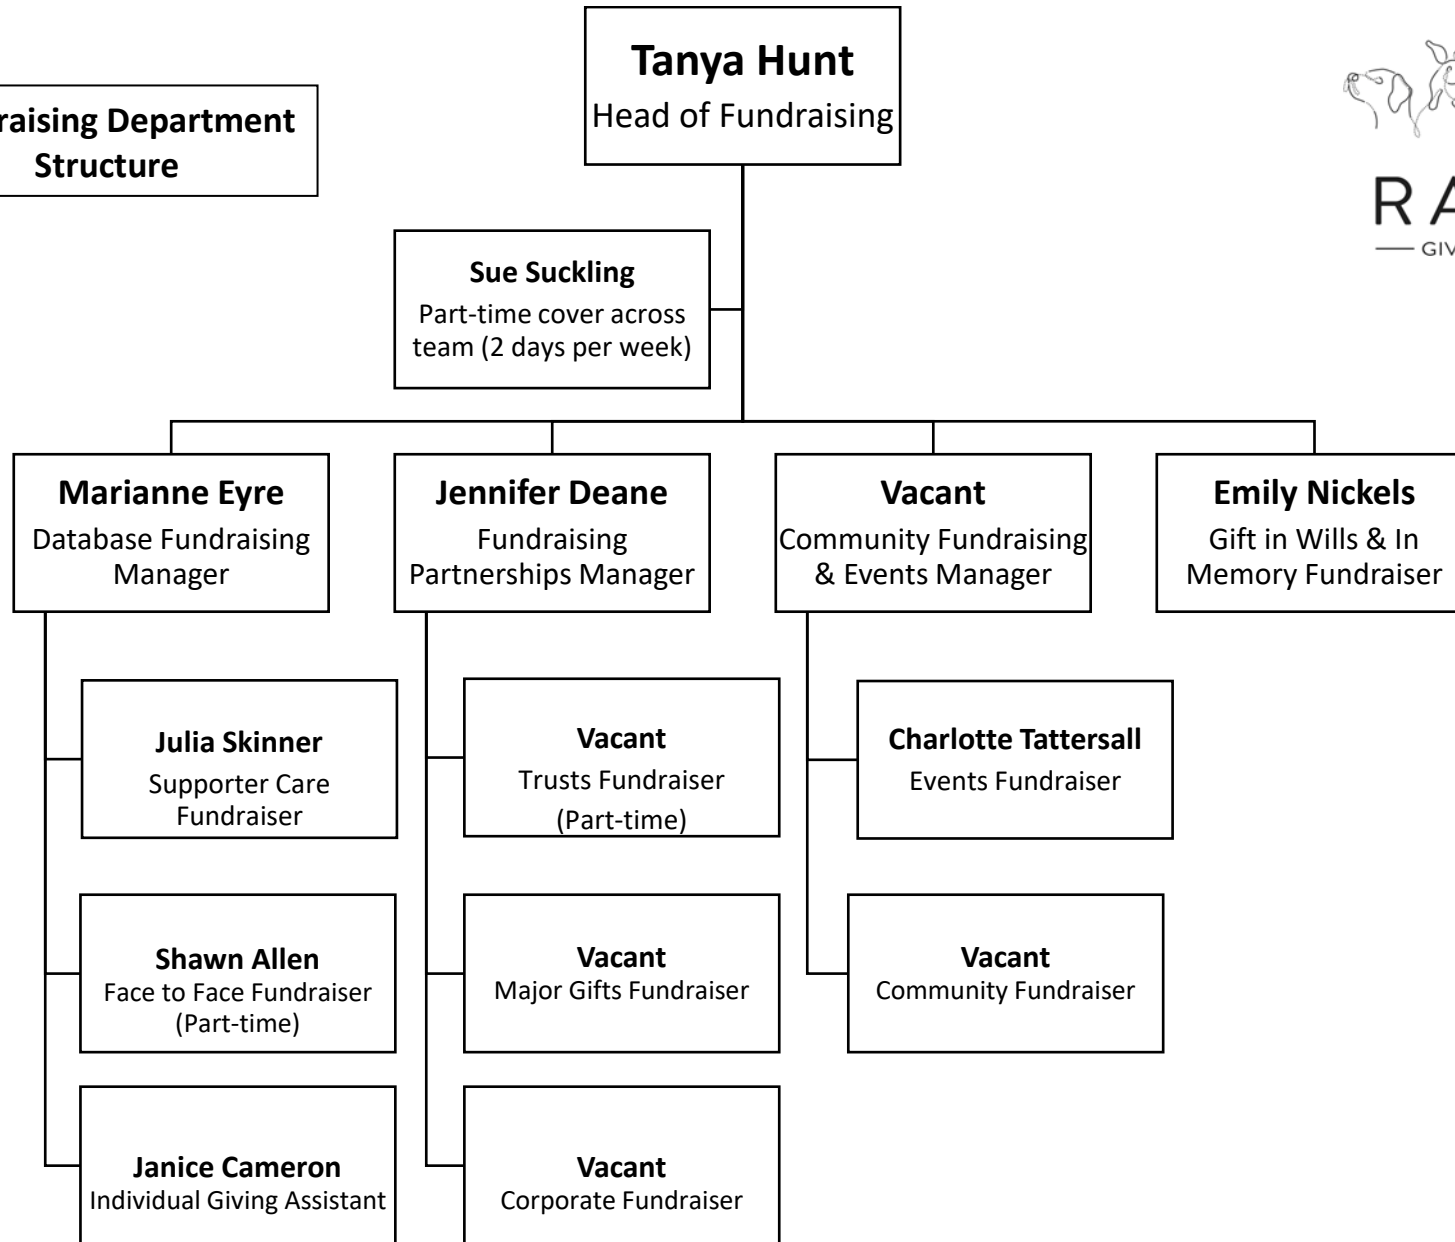 Tanya Hunt
Head of Fundraising
raising Department
Structure
RA
GIV
Sue Suckling
Part-time cover across
team (2 days per week)
Marianne Eyre
Database Fundraising
Manager
Jennifer Deane
Fundraising
Partnerships Manager
Vacant
Community Fundraising
& Events Manager
Emily Nickels
Gift in Wills & In
Memory Fundraiser
Julia Skinner
Supporter Care
Fundraiser
Vacant
Trusts Fundraiser
(Part-time)
Charlotte Tattersall
Events Fundraiser
Shawn Allen
Face to Face Fundraiser
(Part-time)
Vacant
Major Gifts Fundraiser
Vacant
Community Fundraiser
Janice Cameron
Individual Giving Assistant
Vacant
Corporate Fundraiser